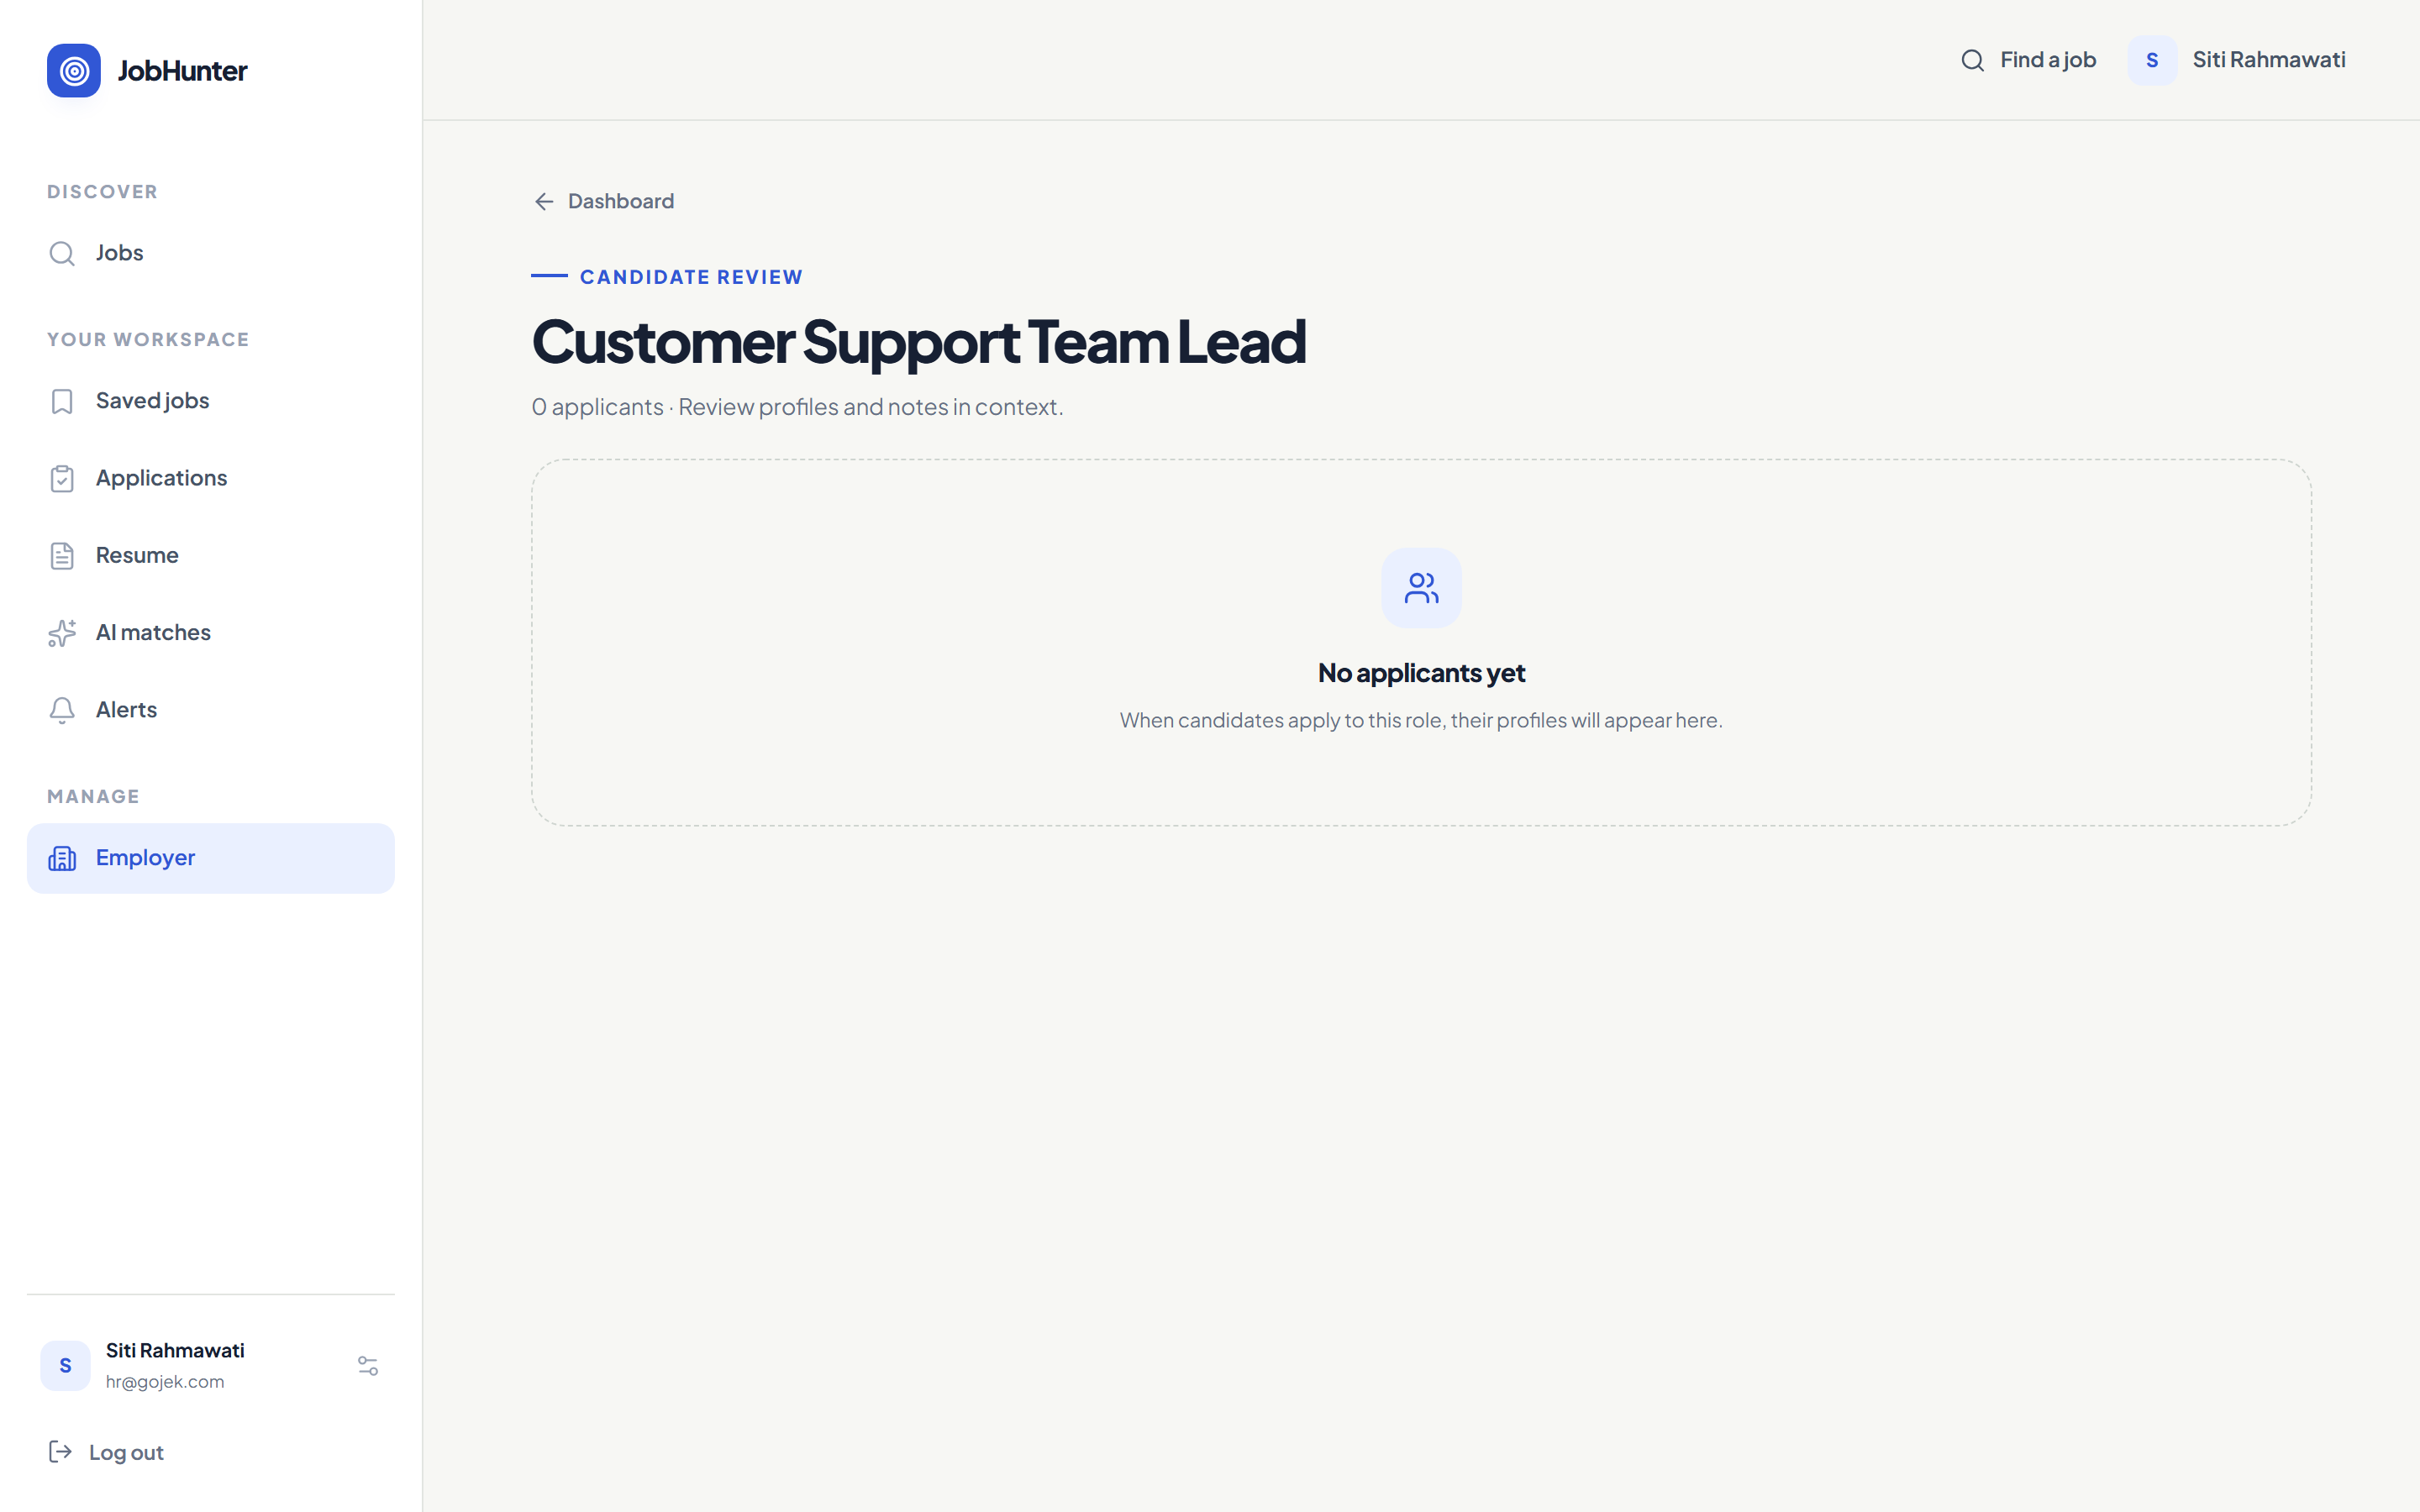 JobHunter
DISCOVER
Jobs
YOUR WORKSPACE
Saved jobs
Applications
Resume
AI matches
Alerts
MANAGE
Employer
S
Siti Rahmawati
hr@gojek.com
Log out
Find a job
S
Siti Rahmawati
Dashboard
CANDIDATE REVIEW
Customer Support Team Lead
0 applicants · Review profiles and notes in context.
No applicants yet
When candidates apply to this role, their profiles will appear here.